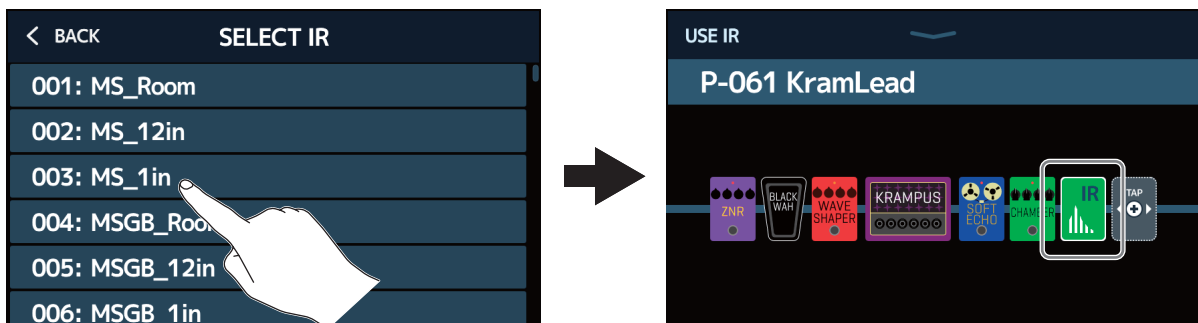 BACK
SELECT IR
001: MS_Room
002: MS_12in
003: MS_1in
004: MSGB_Roo
005: MSGB_12in
006: MSGB_1in
USE IR
P-061 KramLead
ZNR
BLACK
WAH
WAVE
SHAPER
KRAMPUS
SOFT
ECHO
CHAMBER
IR
TAP